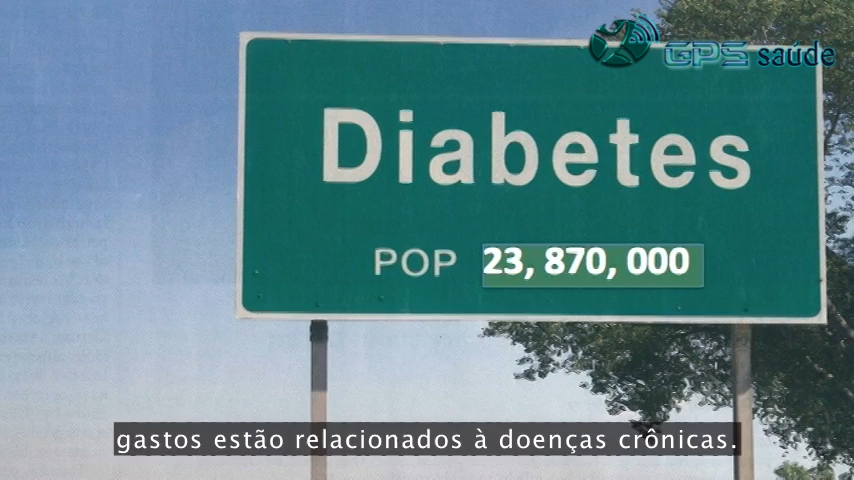 GPS saúde
Diabetes
POP 23, 870, 000
gastos estão relacionados à doenças crônicas.